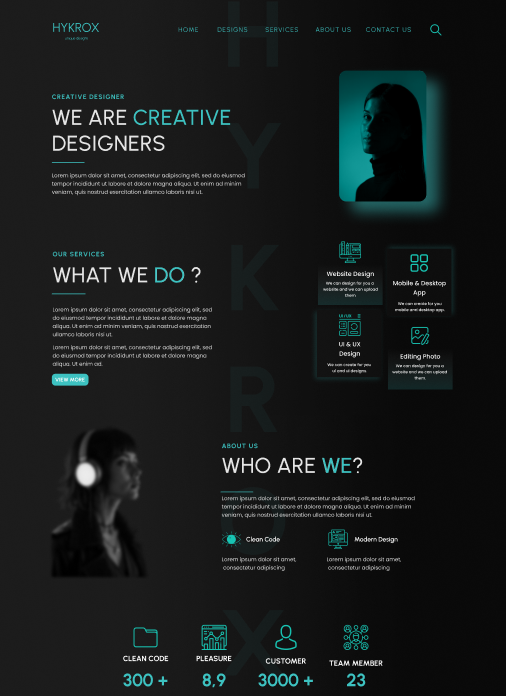 HYKROX
HOME DESIGNS SERVICES ABOUT US CONTACT US
CREATIVE DESIGNER
WE ARE CREATIVE
DESIGNERS
Lorem ipsum dolor sit amet, consectetur adipiscing elit, sed do eiusmod
tempor incididunt ut labore et dolore magna aliqua. Ut enim ad minim
veniam, quis nostrud exercitation ullamco laboris nisi ut.
OUR SERVICES
WHAT WE DO ?
Lorem ipsum dolor sit amet, consectetur adipiscing elit, sed
do eiusmod tempor incididunt ut labore et dolore magna
aliqua. Ut enim ad minim veniam, quis nostrud exercitation
ullamco laboris nisi ut.
Lorem ipsum dolor sit amet, consectetur adipiscing elit, sed
do eiusmod tempor incididunt ut labore et dolore magna
aliqua. Ut enim ad.
VIEW MORE
Website Design
We can design for you a
website and we can upload
them
Mobile & Desktop
App
We can create for you
mobile and desktop app.
UI / UX
UI & UX
Design
We can create for you
ui and ui designs
Editing Photo
We can design for you a
website and we can upload
them.
ABOUT US
WHO ARE WE?
Lorem ipsum dolor sit amet, consectetur adipiscing elit, sed do eiusmod
tempor incididunt ut labore et dolore magna aliqua. Ut enim ad minim
veniam, quis nostrud exercitation ullamco laboris nisi ut.
Clean Code
Lorem ipsum dolor sit amet,
consectetur adipiscing
Modern Design
Lorem ipsum dolor sit amet,
consectetur adipiscing
CLEAN CODE
300 +
PLEASURE
8,9
CUSTOMER
3000 +
TEAM MEMBER
23
H
Y
K
R
O
X